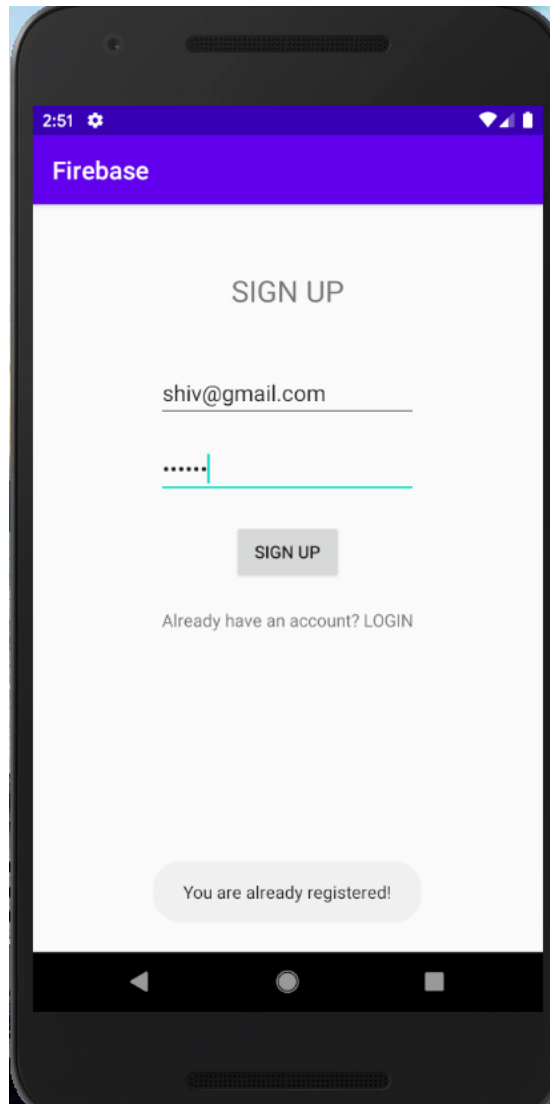 2:51
Firebase
SIGN UP
shiv@gmail.com
••••••
SIGN UP
Already have an account? LOGIN
You are already registered!